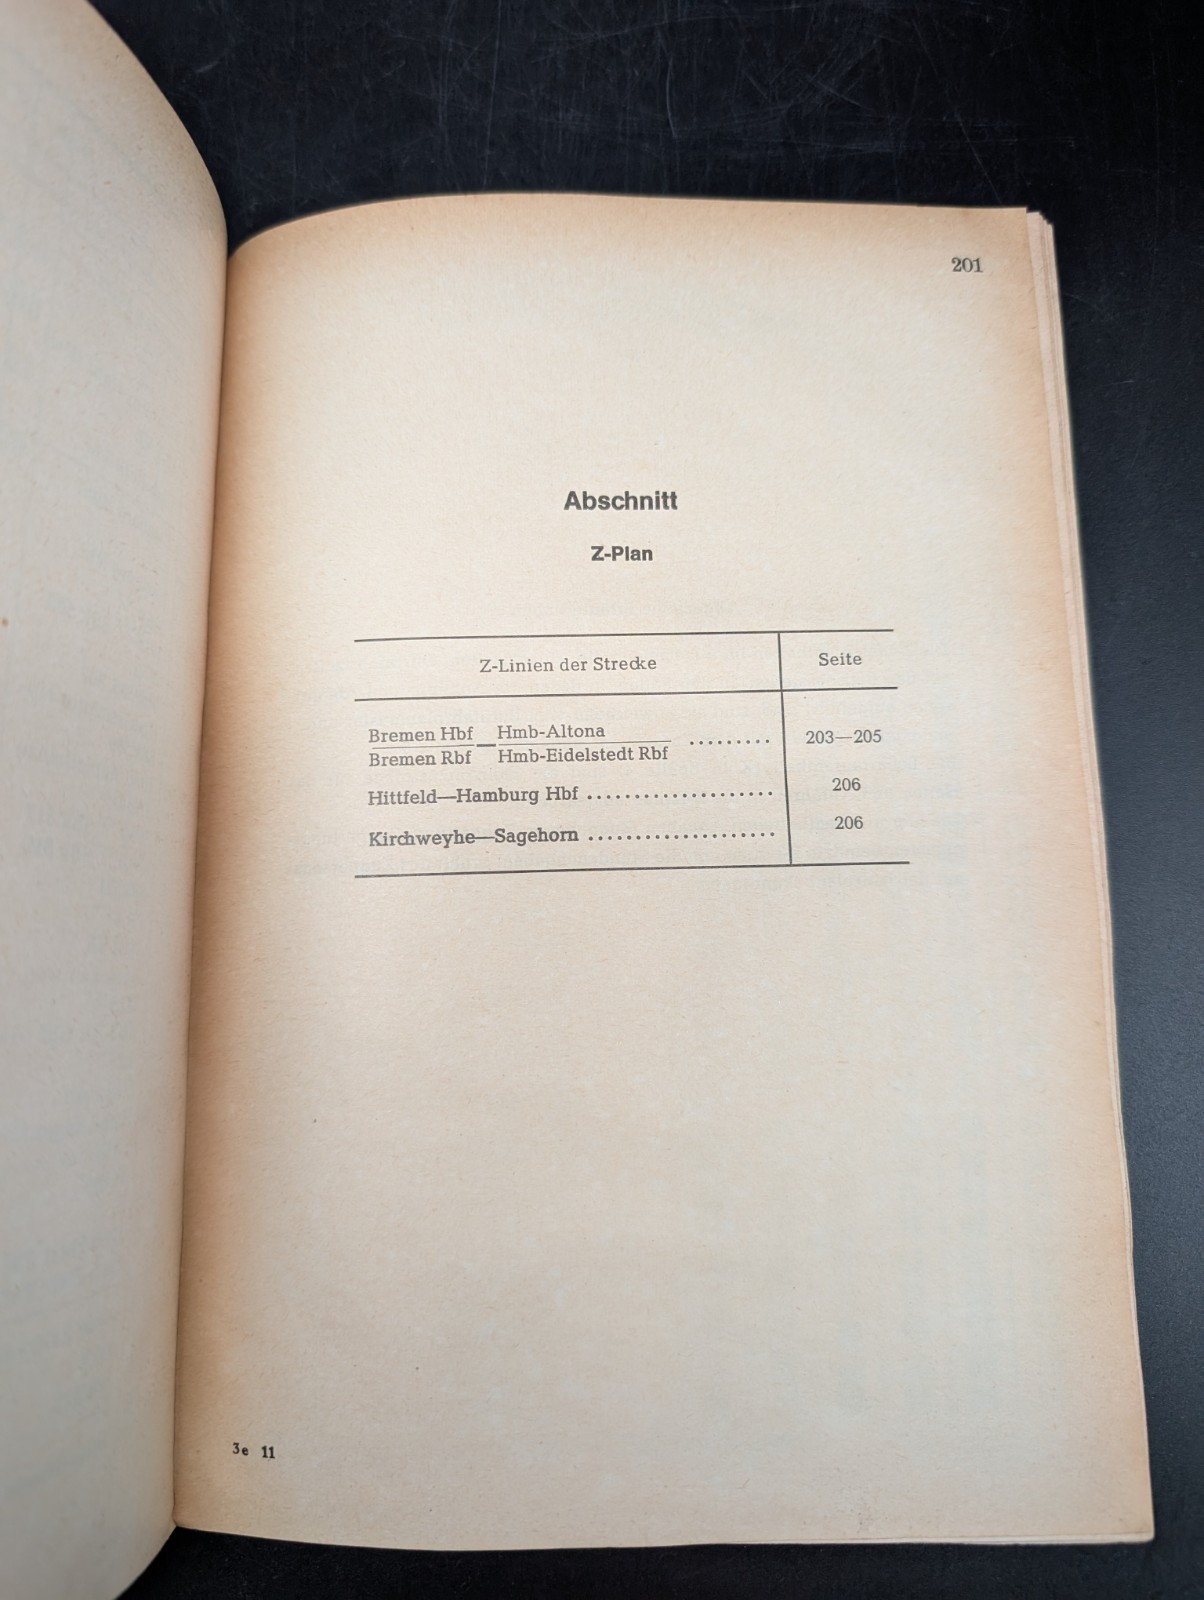 201
Abschnitt
Z-Plan
Z-Linien der Strecke Seite
Bremen Hbf — Hmb-Altona ......... 203—205
Bremen Rbf Hmb-Eidelstedt Rbf
Hittfeld—Hamburg Hbf .................... 206
Kirchweyhe—Sagehorn .................... 206
3e 11